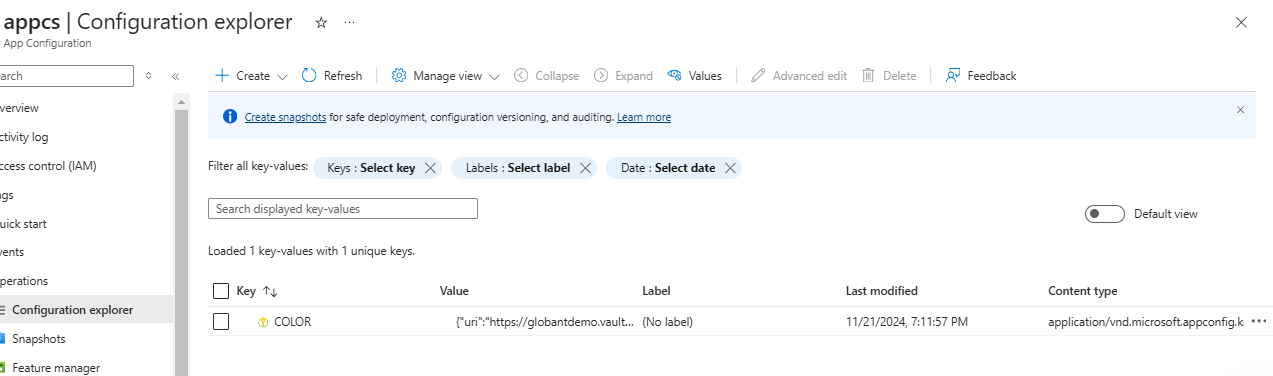 appcs | Configuration explorer
App Configuration
earch
Create Refresh Manage view Collapse Expand Values Advanced edit Delete Feedback
verview
ctivity log
ccess control (IAM)
gs
uick start
vents
perations
Configuration explorer
Snapshots
Feature manager
Create snapshots for safe deployment, configuration versioning, and auditing. Learn more
Filter all key-values: Keys : Select key Labels : Select label Date : Select date
Search displayed key-values
Default view
Loaded 1 key-values with 1 unique keys.
Key Value Label Last modified Content type
COLOR {"uri":"https://globantdemo.vault... (No label) 11/21/2024, 7:11:57 PM application/vnd.microsoft.appconfig.k